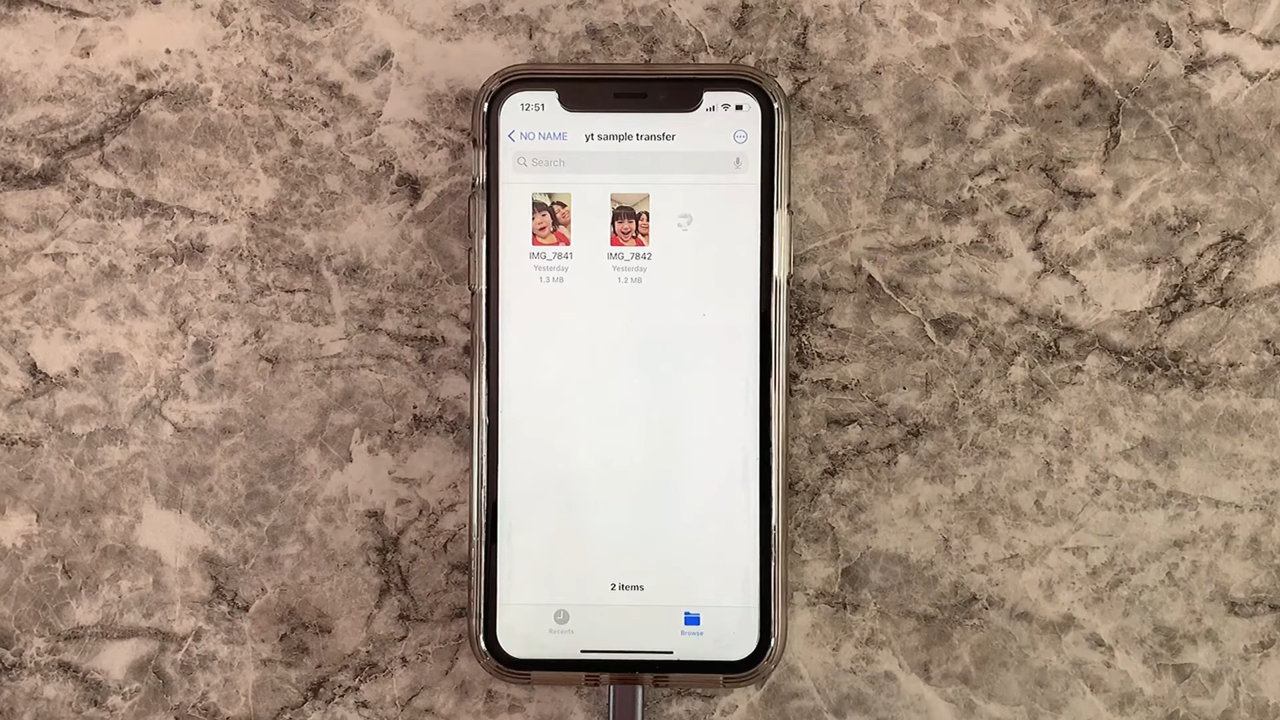 12:51
NO NAME yt sample transfer
Search
IMG_7841 IMG_7842
Yesterday Yesterday
1.3 MB 1.2 MB
2 items
Recents Browse